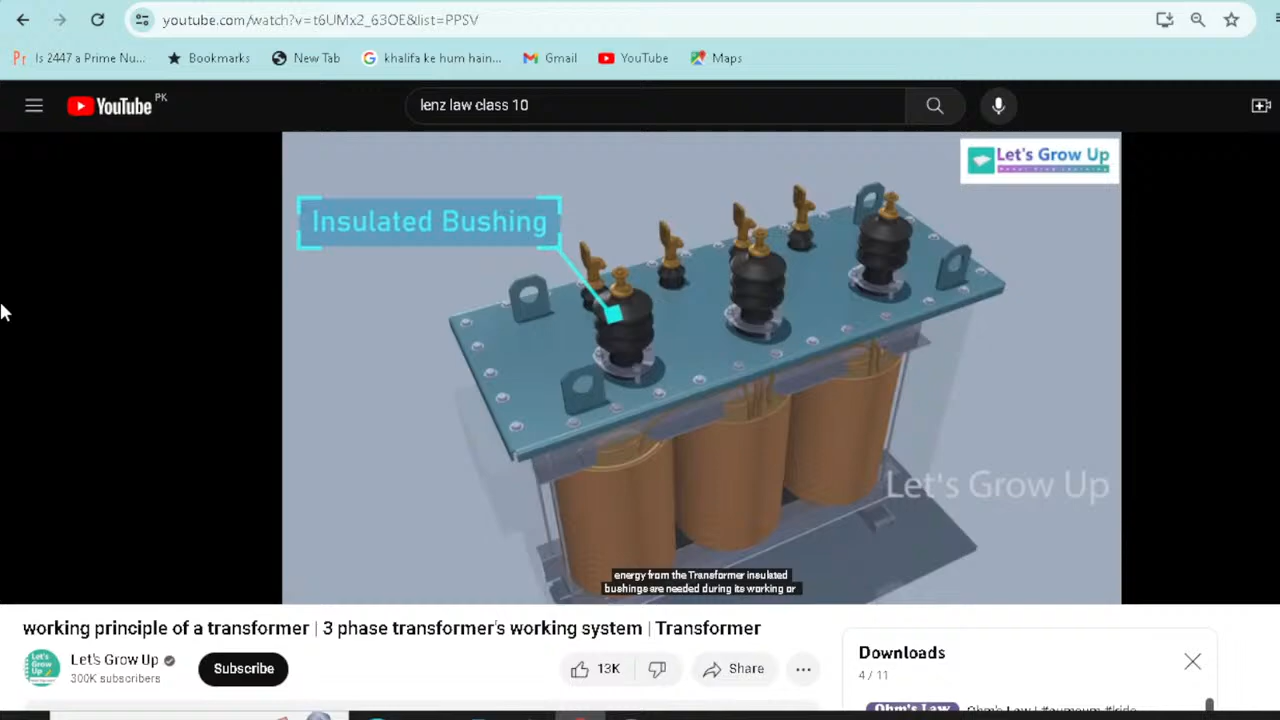 youtube.com/watch?v=t6UMx2_63OE&list=PPSV
Is 2447 a Prime Nu...
Bookmarks
New Tab
khalifa ke hum hain...
Gmail
YouTube
Maps
YouTube PK
lenz law class 10
Let's Grow Up
Insulated Bushing
Let's Grow Up
energy from the Transformer insulated
bushings are needed during its working or
working principle of a transformer | 3 phase transformer's working system | Transformer
Let's Grow Up
300K subscribers
Subscribe
13K
Share
Downloads
4 / 11